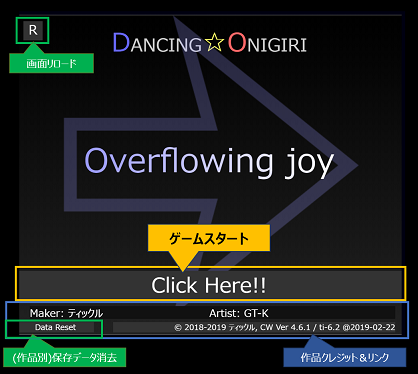 R
DANCING☆ONIGIRI
画面リロード
Overflowing joy
ゲームスタート
Click Here!!
Maker: ティックル
Artist: GT-K
Data Reset
© 2018-2019 ティックル, CW Ver 4.6.1 / ti-6.2 @2019-02-22
(作品別)保存データ消去
作品クレジット＆リンク